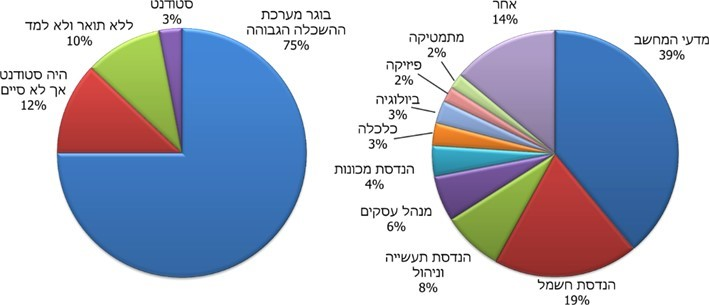 סטודנט
3%
ללא תואר ולא למד
10%
היה סטודנט
אך לא סיים
12%
בוגר מערכת
ההשכלה הגבוהה
75%
אחר
14%
מתמטיקה
2%
פיזיקה
2%
ביולוגיה
3%
כלכלה
3%
הנדסת מכונות
4%
מנהל עסקים
6%
הנדסת תעשייה
וניהול
8%
הנדסת חשמל
19%
מדעי המחשב
39%